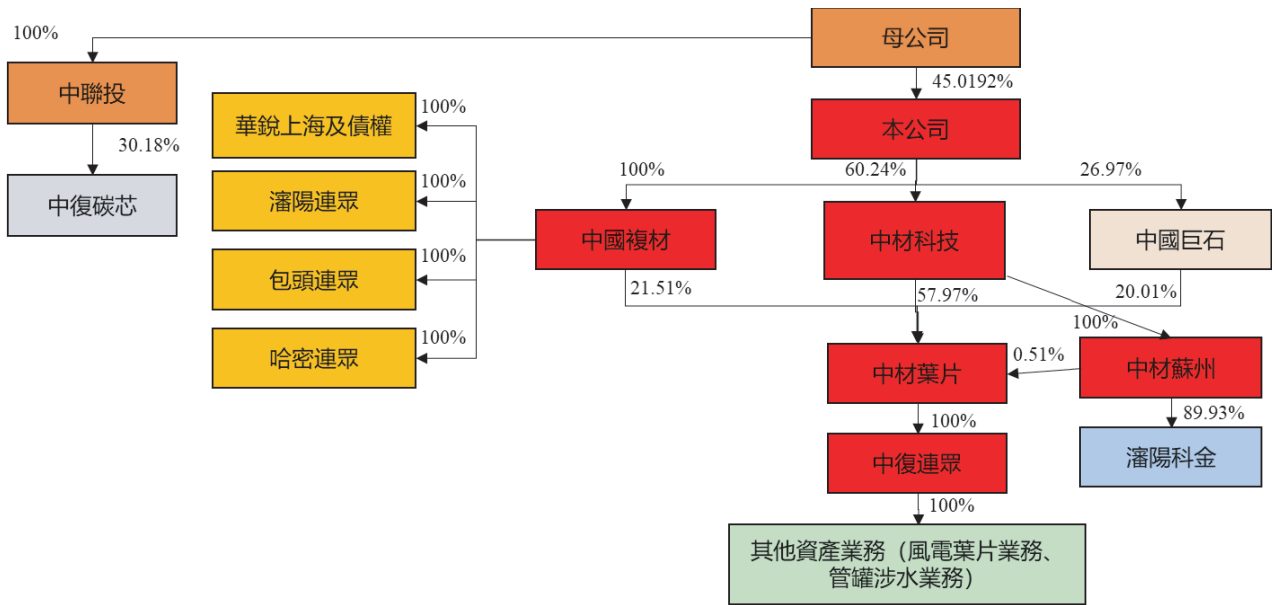 母公司
100%
45.0192%
中聯投
本公司
華銳上海及債權
100%
30.18%
中復碳芯
瀋陽連眾
100%
100%
60.24%
26.97%
中國複材
中材科技
中國巨石
包頭連眾
100%
21.51%
57.97%
20.01%
100%
哈密連眾
100%
中材葉片
0.51%
中材蘇州
100%
89.93%
中復連眾
瀋陽科金
100%
其他資產業務（風電葉片業務、
管罐涉水業務）